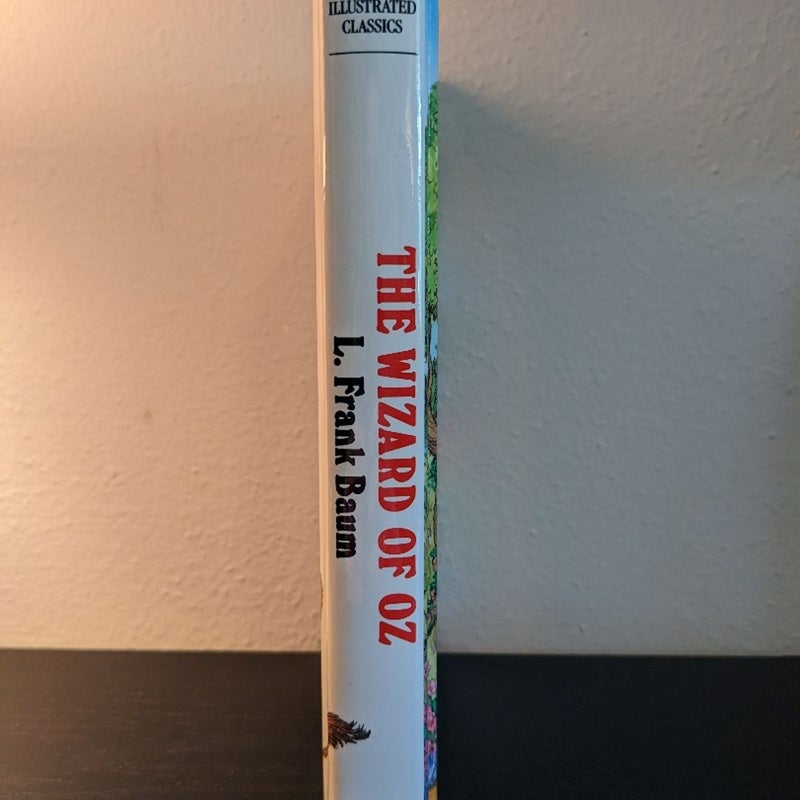 ILLUSTRATED
CLASSICS
THE WIZARD OF OZ
L. Frank Baum